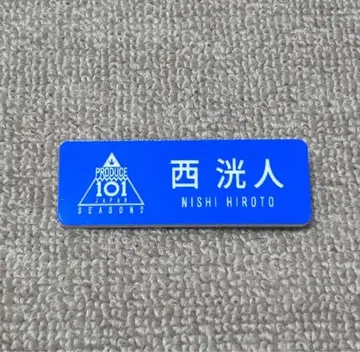 PRODUCE
101
JAPAN
SEASON2
西 洸人
NISHI HIROTO